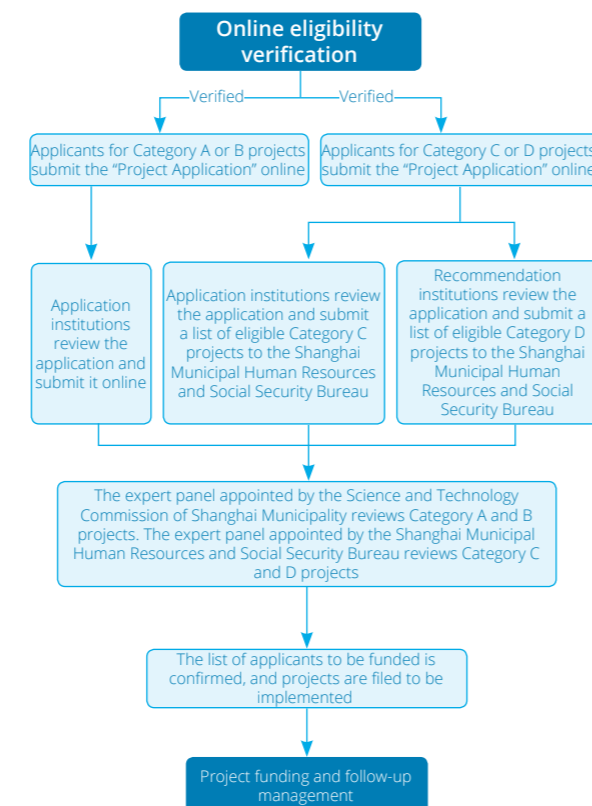 Online eligibility
verification
Verified
Verified
Applicants for Category A or B projects
submit the “Project Application” online
Applicants for Category C or D projects
submit the “Project Application” online
Application
institutions
review the
application and
submit it online
Application institutions review
the application and submit
a list of eligible Category C
projects to the Shanghai
Municipal Human Resources
and Social Security Bureau
Recommendation
institutions review the
application and submit a
list of eligible Category D
projects to the Shanghai
Municipal Human
Resources and Social
Security Bureau
The expert panel appointed by the Science and Technology
Commission of Shanghai Municipality reviews Category A and B
projects. The expert panel appointed by the Shanghai Municipal
Human Resources and Social Security Bureau reviews Category C
and D projects
The list of applicants to be funded is
confirmed, and projects are filed to be
implemented
Project funding and follow-up
management